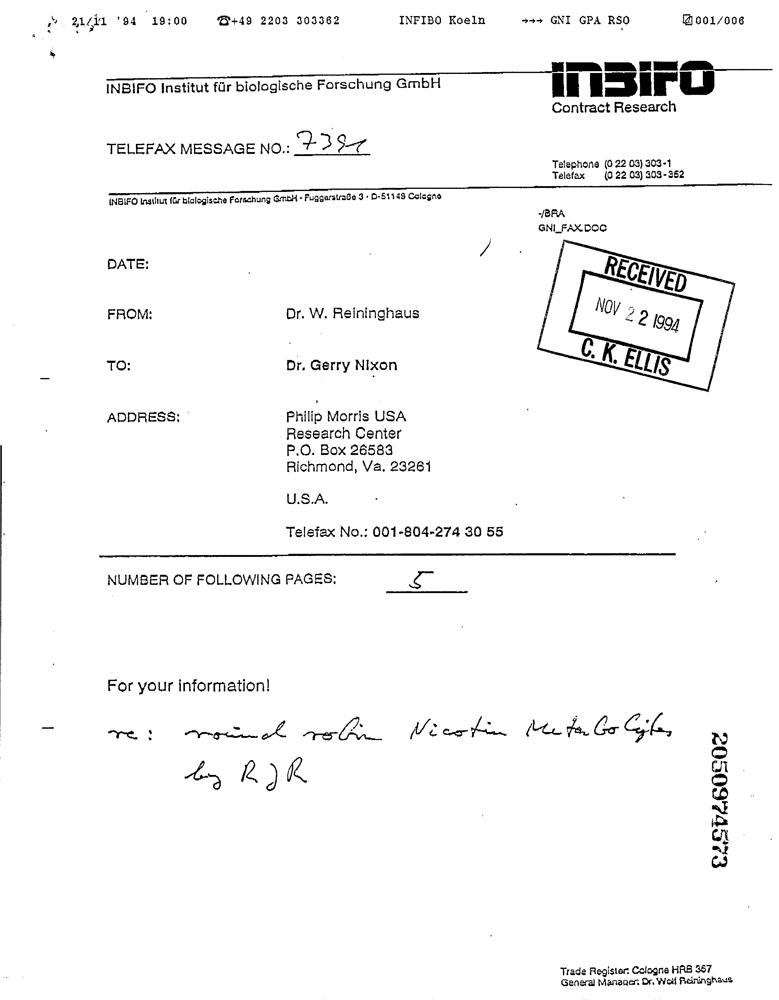 21/11 '94 19:00 ☎+49 2203 303362 INFIBO Koeln →→→ GNI GPA RSO 001/006
INBIFO Institut für biologische Forschung GmbH
INBIFO
Contract Research
TELEFAX MESSAGE NO.: 7391
Telephone (0 22 03) 303-1
Telefax (0 22 03) 303-352
INBIFO Institut für biologische Forschung GmbH · Fuggerstraße 3 · D-51149 Cologne
-/BRA
GNI_FAX.DOC
DATE:
RECEIVED
NOV 22 1994
C. K. ELLIS
FROM: Dr. W. Reininghaus
TO: Dr. Gerry Nixon
ADDRESS: Philip Morris USA
Research Center
P.O. Box 26583
Richmond, Va. 23261
U.S.A.
Telefax No.: 001-804-274 30 55
NUMBER OF FOLLOWING PAGES: 5
For your information!
re: round robin Nicotin Metabolites
by RJR
2050974573
Trade Register: Cologne HRB 367
General Manager: Dr. Wolf Reininghaus